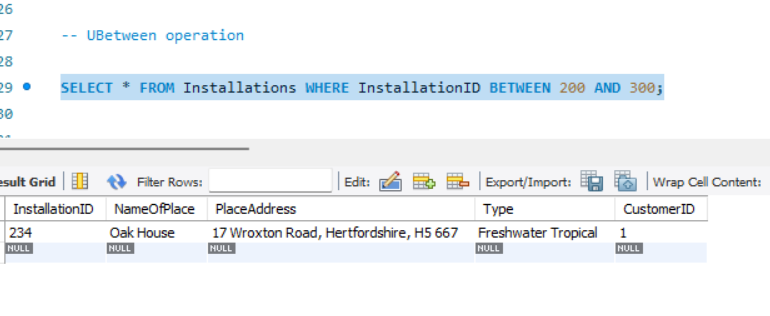 26
27 -- UBetween operation
28
29 SELECT * FROM Installations WHERE InstallationID BETWEEN 200 AND 300;
30
esult Grid Filter Rows: Edit: Export/Import: Wrap Cell Content:
InstallationID NameOfPlace PlaceAddress Type CustomerID
234 Oak House 17 Wroxton Road, Hertfordshire, H5 667 Freshwater Tropical 1
NULL NULL NULL NULL NULL